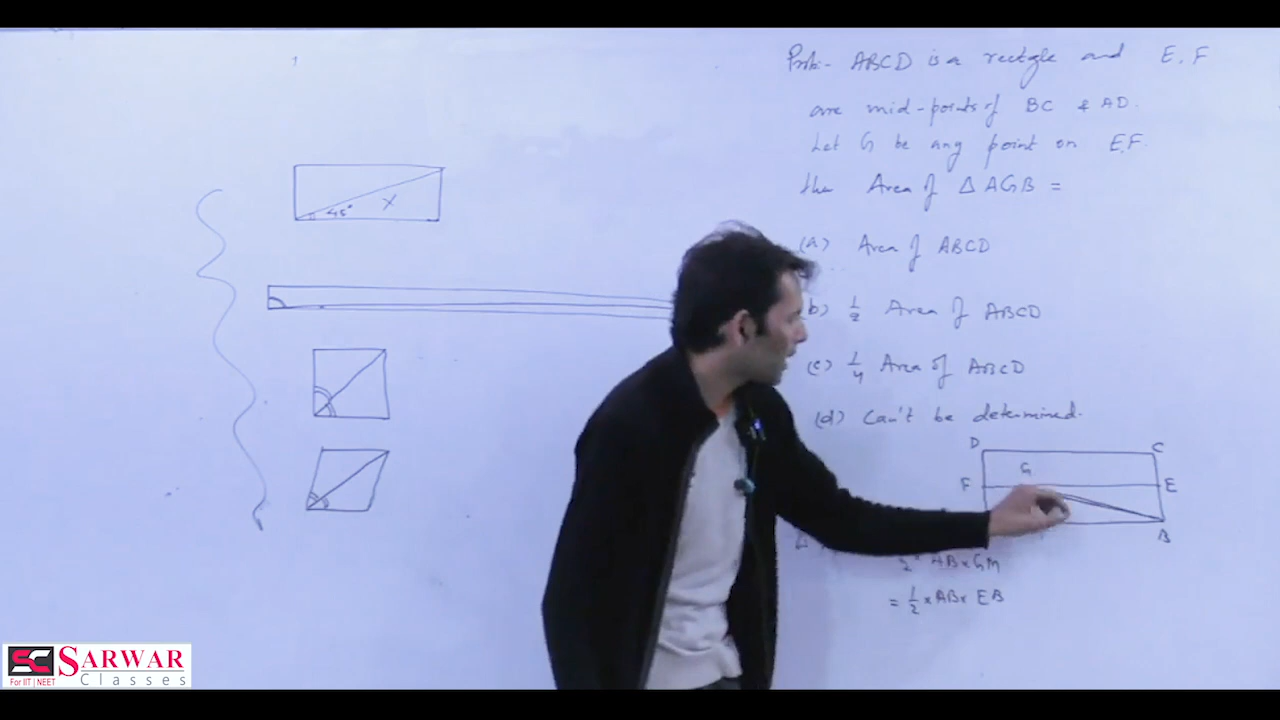 Prob:- ABCD is a rectgle and E, F
are mid-points of BC & AD.
Let G be any point on E.F.
the Area of Δ AGB =
(a) Area of ABCD
b) 1/2 Area of ABCD
(c) 1/4 Area of ABCD
(d) Can't be determined.
45°
X
D C
G
F E
B
2 × AB × GM
= 1/2 × AB × EB
SC SARWAR
For IIT | NEET Classes